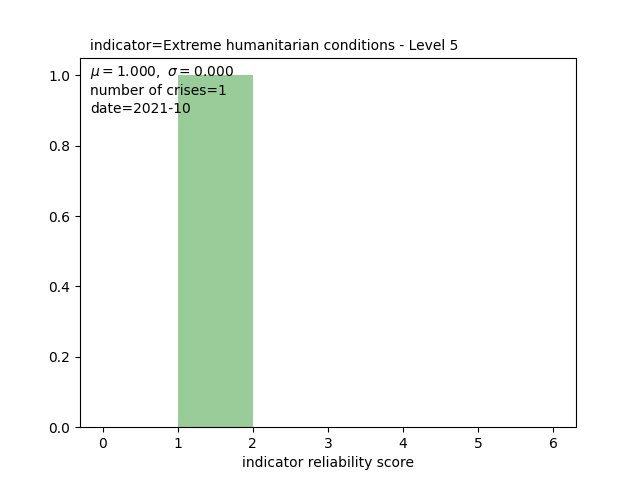 indicator=Extreme humanitarian conditions - Level 5
μ = 1.000, σ = 0.000
number of crises=1
date=2021-10
1.0
0.8
0.6
0.4
0.2
0.0
0 1 2 3 4 5 6
indicator reliability score